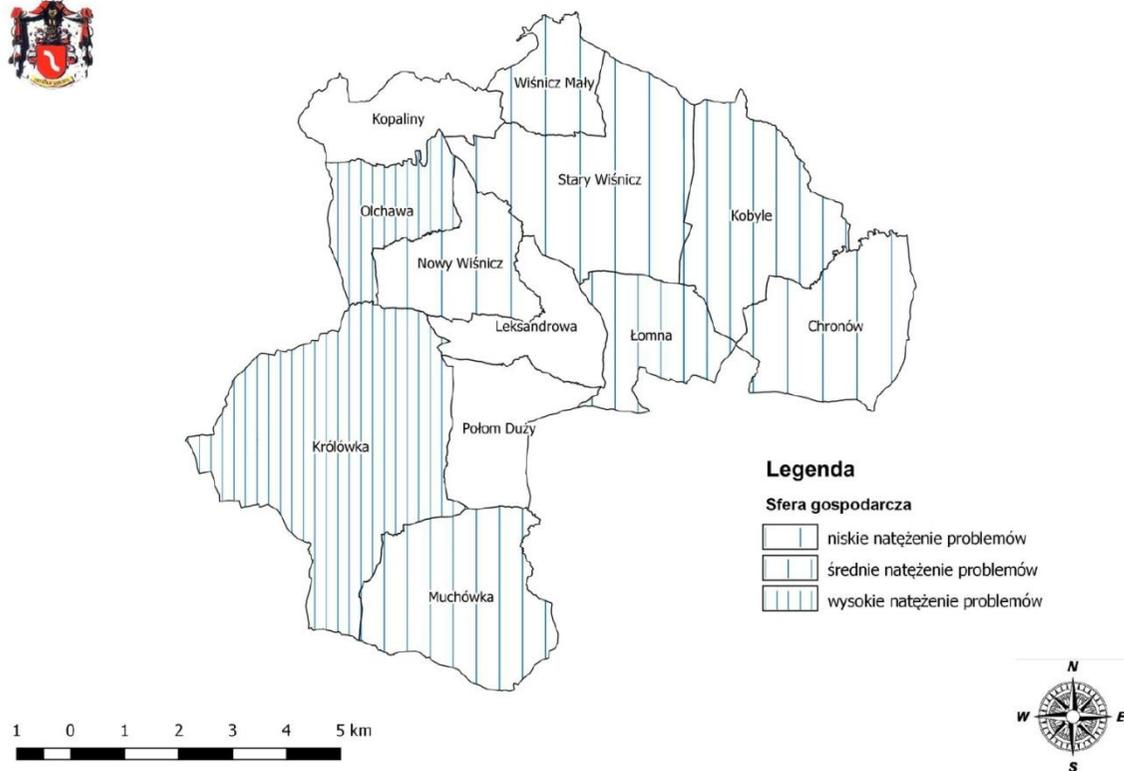 Wiśnicz Mały
Kopaliny
Stary Wiśnicz
Olchawa
Kobyle
Nowy Wiśnicz
Leksandrowa
Łomna
Chronów
Połom Duży
Królówka
Muchówka
Legenda
Sfera gospodarcza
niskie natężenie problemów
średnie natężenie problemów
wysokie natężenie problemów
1 0 1 2 3 4 5 km
N
W E
S